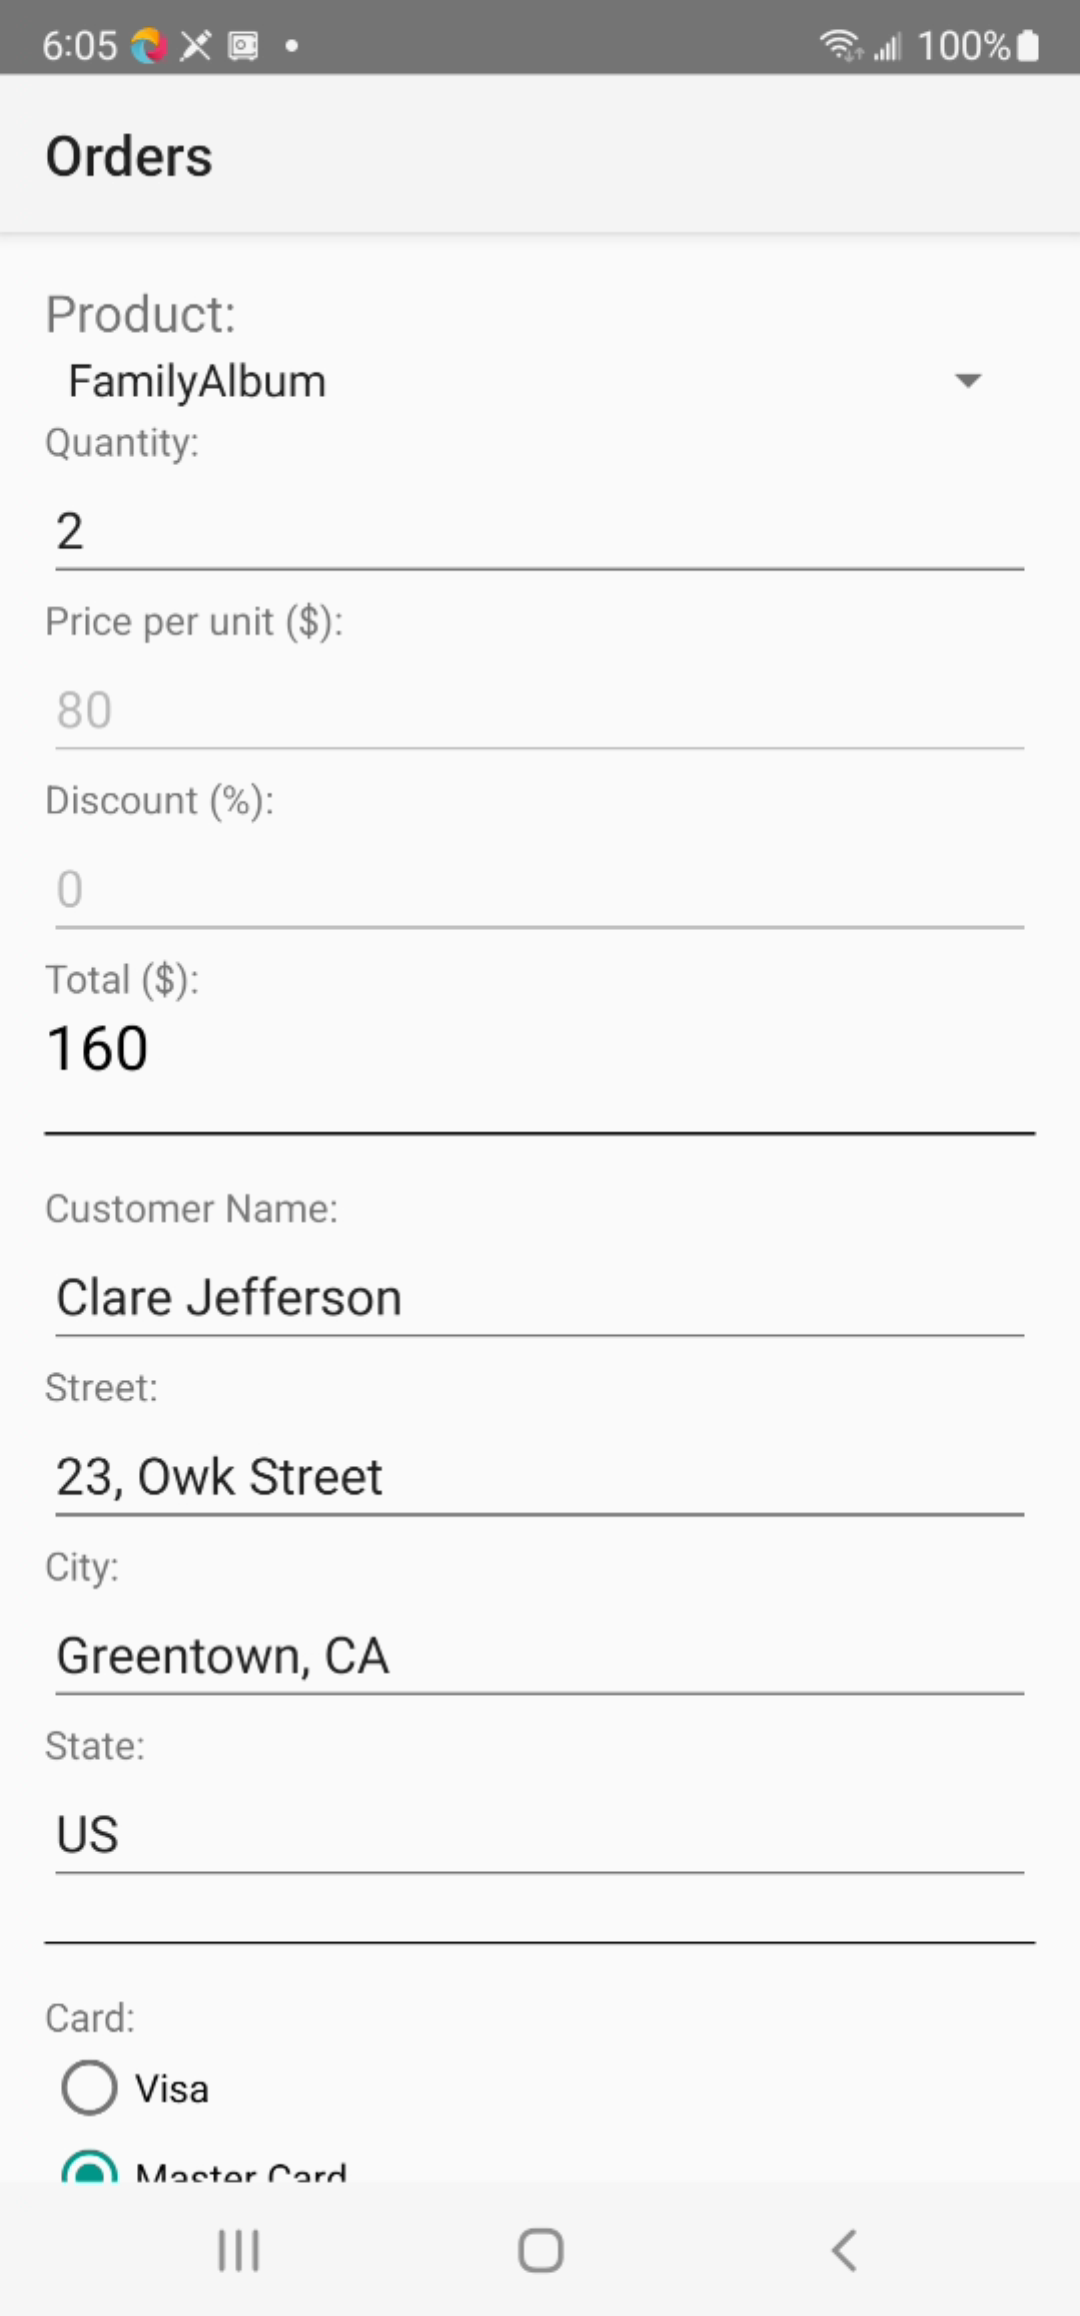 6:05 100%
Orders
Product:
FamilyAlbum
Quantity:
2
Price per unit ($):
80
Discount (%):
0
Total ($):
160
Customer Name:
Clare Jefferson
Street:
23, Owk Street
City:
Greentown, CA
State:
US
Card:
Visa
Master Card